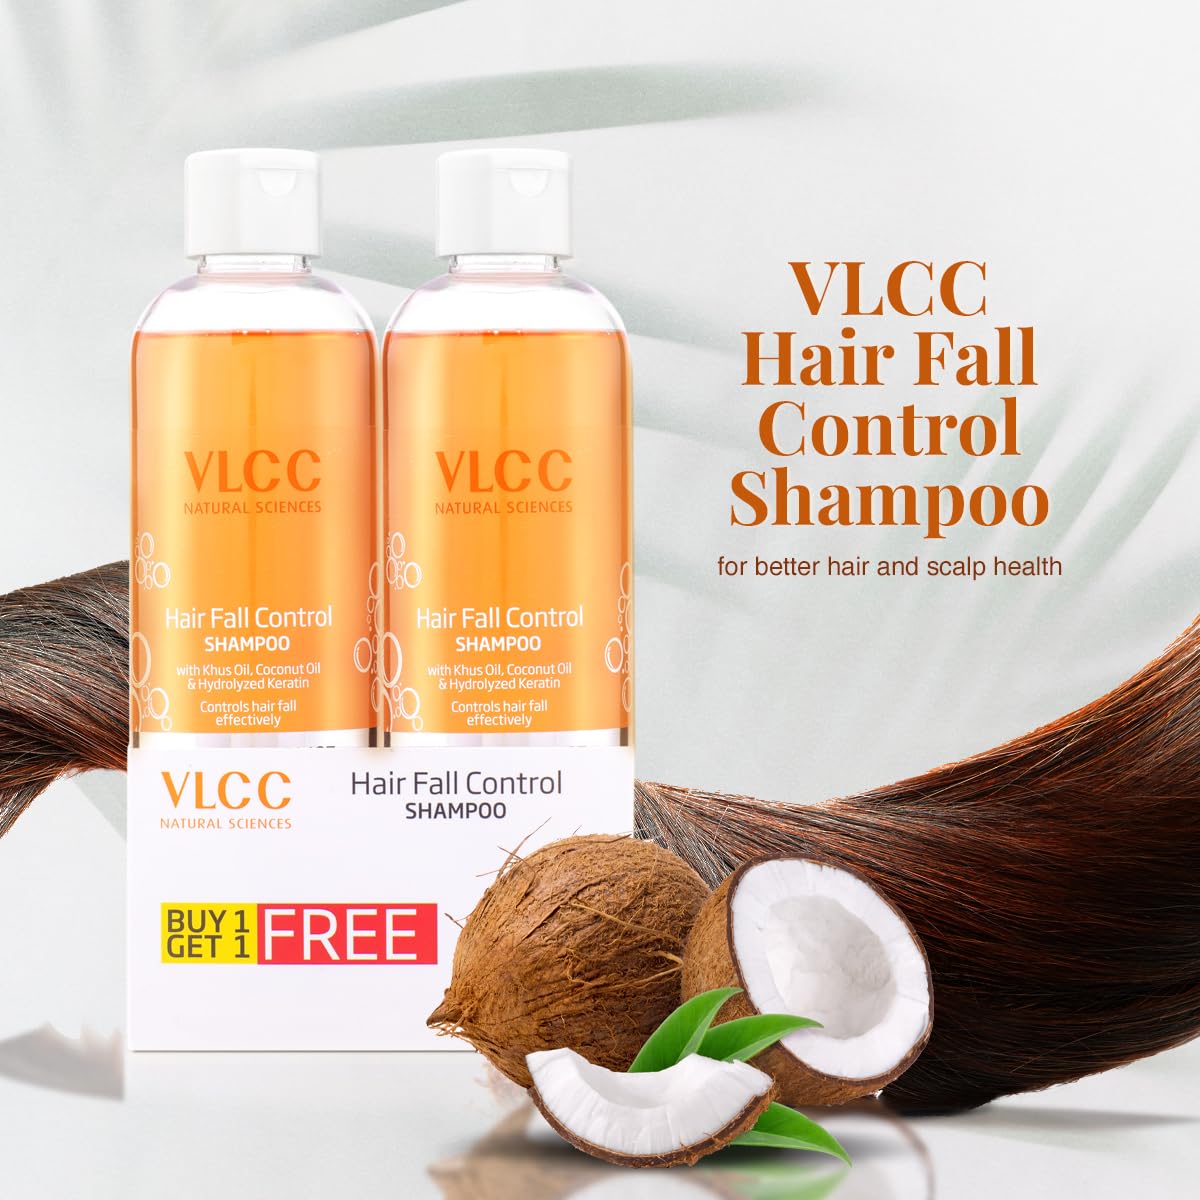 VLCC
Hair Fall
Control
Shampoo
for better hair and scalp health
VLCC
NATURAL SCIENCES
Hair Fall Control
SHAMPOO
with Khus Oil, Coconut Oil
& Hydrolyzed Keratin
Controls hair fall
effectively
VLCC
NATURAL SCIENCES
Hair Fall Control
SHAMPOO
with Khus Oil, Coconut Oil
& Hydrolyzed Keratin
Controls hair fall
effectively
VLCC
NATURAL SCIENCES
Hair Fall Control
SHAMPOO
BUY 1
GET 1
FREE